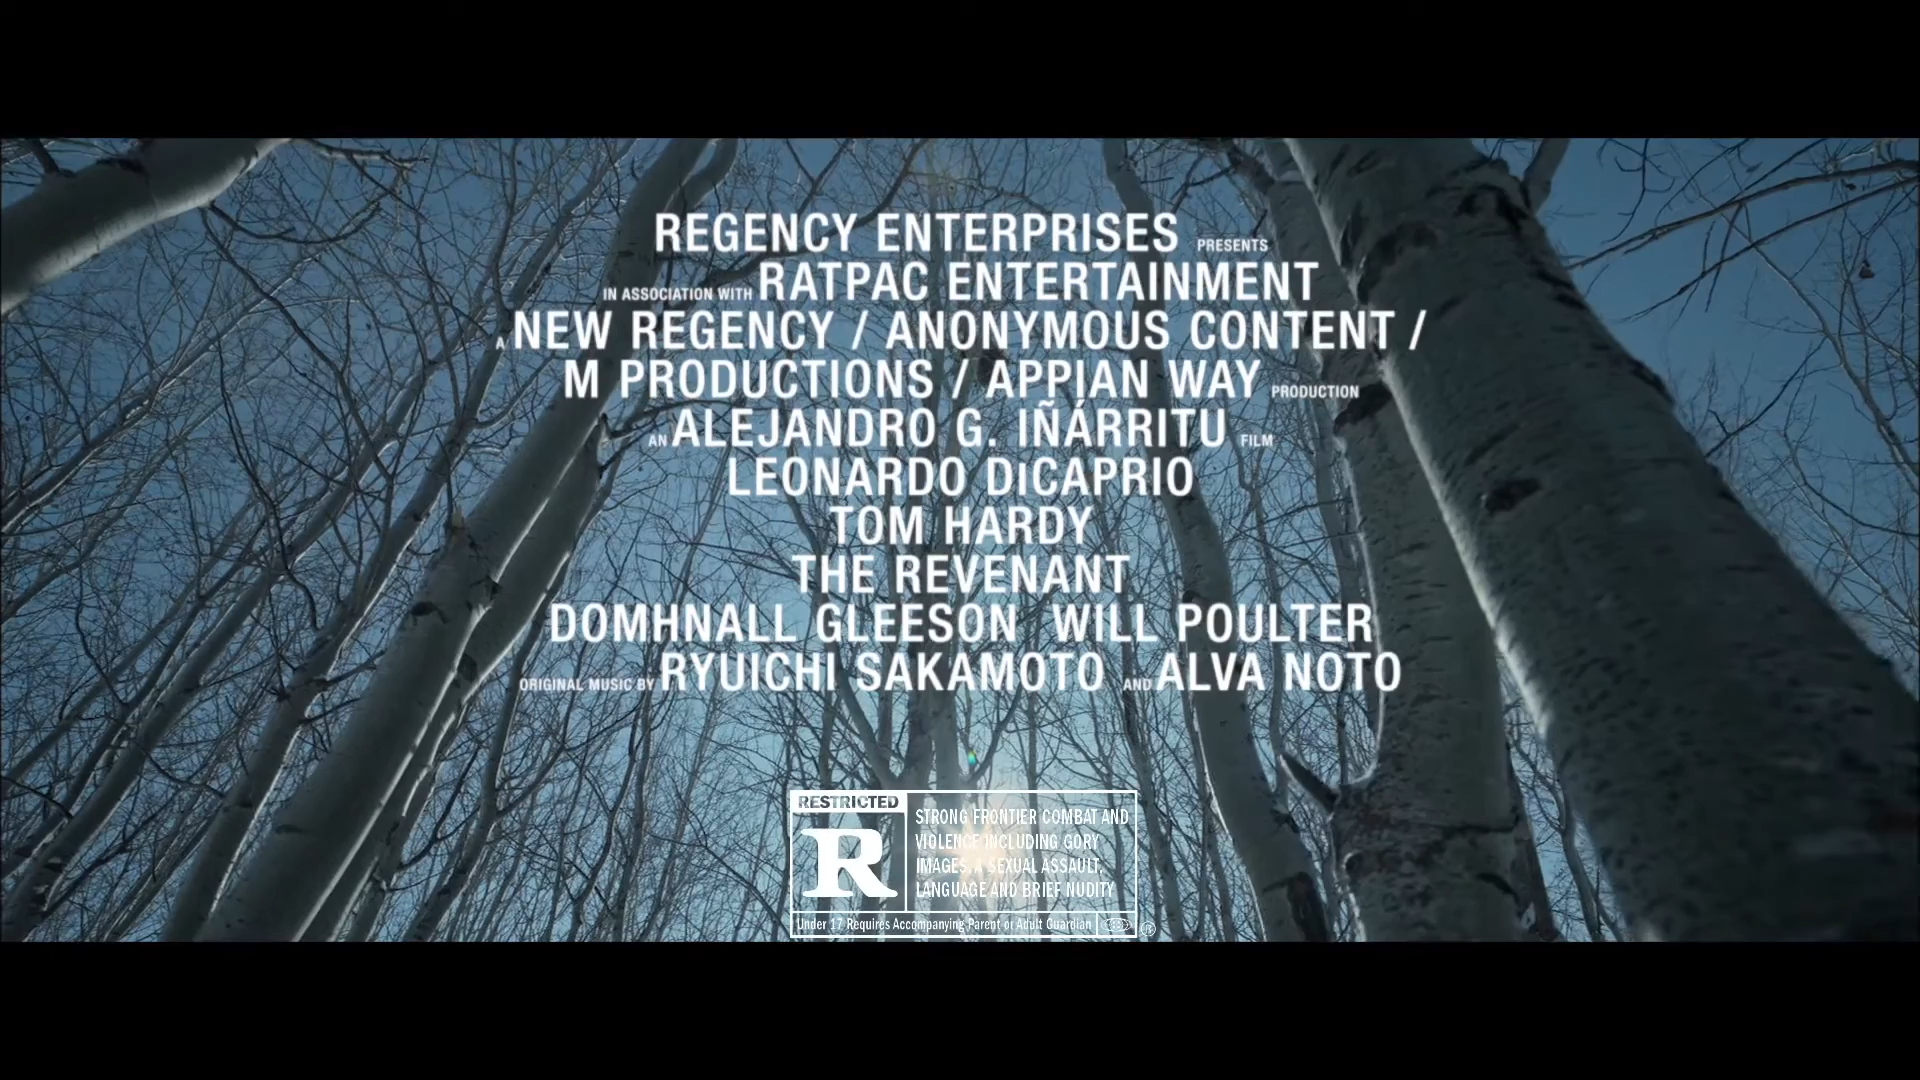 REGENCY ENTERPRISES PRESENTS
IN ASSOCIATION WITH RATPAC ENTERTAINMENT
A NEW REGENCY / ANONYMOUS CONTENT /
M PRODUCTIONS / APPIAN WAY PRODUCTION
AN ALEJANDRO G. IÑÁRRITU FILM
LEONARDO DiCAPRIO
TOM HARDY
THE REVENANT
DOMHNALL GLEESON WILL POULTER
ORIGINAL MUSIC BY RYUICHI SAKAMOTO AND ALVA NOTO
RESTRICTED
R
STRONG FRONTIER COMBAT AND
VIOLENCE INCLUDING GORY
IMAGES, A SEXUAL ASSAULT,
LANGUAGE AND BRIEF NUDITY
Under 17 Requires Accompanying Parent or Adult Guardian